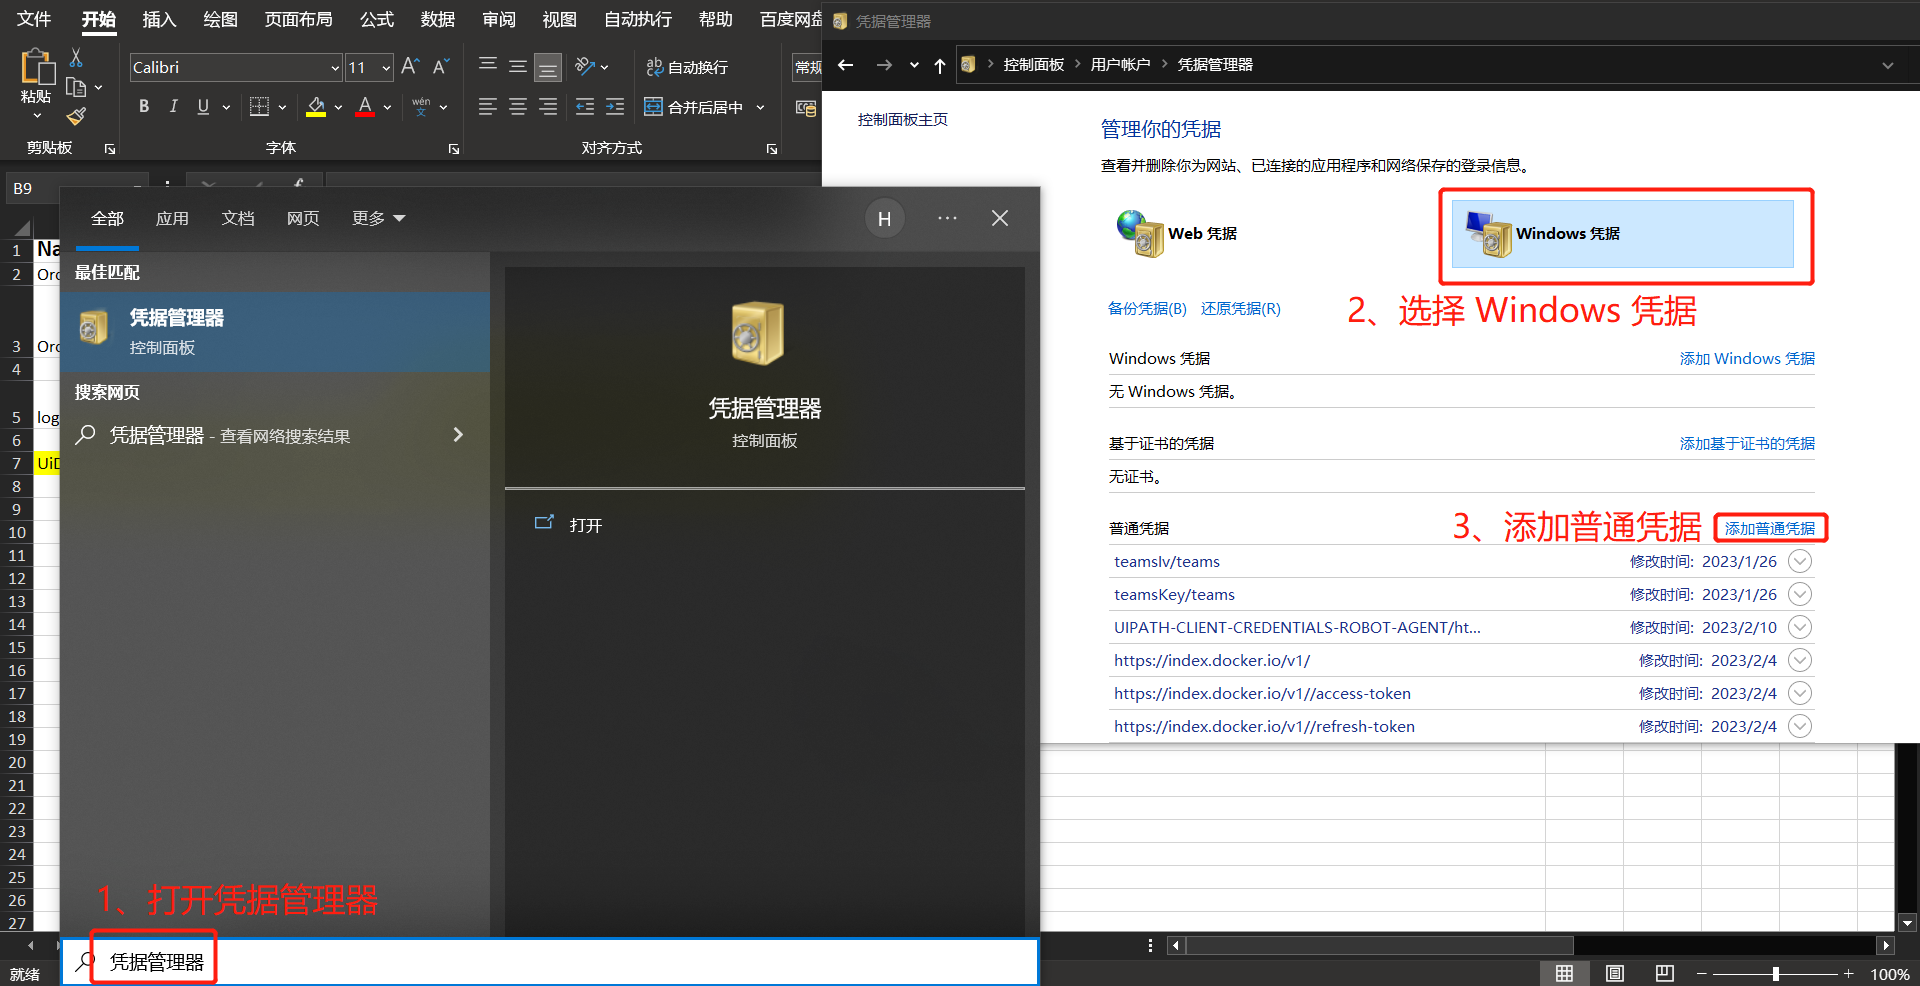 文件 开始 插入 绘图 页面布局 公式 数据 审阅 视图 自动执行 帮助 百度网盘
粘贴
Calibri 11
B I U A wén 文
ab 自动换行
合并后居中
常规
剪贴板 字体 对齐方式
B9
1 Na
2 Orc
3 Orc
4
5 log
6
7 UiD
8
9
10
11
12
13
14
15
16
17
18
19
20
21
22
23
24
25
26
27
就绪
100%
全部 应用 文档 网页 更多
H
最佳匹配
凭据管理器
控制面板
搜索网页
凭据管理器 - 查看网络搜索结果
凭据管理器
控制面板
打开
1、打开凭据管理器
凭据管理器
凭据管理器
控制面板 用户帐户 凭据管理器
控制面板主页
管理你的凭据
查看并删除你为网站、已连接的应用程序和网络保存的登录信息。
Web 凭据 Windows 凭据
备份凭据(B) 还原凭据(R)
2、选择 Windows 凭据
Windows 凭据 添加 Windows 凭据
无 Windows 凭据。
基于证书的凭据 添加基于证书的凭据
无证书。
普通凭据 3、添加普通凭据 添加普通凭据
teamsIv/teams 修改时间: 2023/1/26
teamsKey/teams 修改时间: 2023/1/26
UIPATH-CLIENT-CREDENTIALS-ROBOT-AGENT/ht... 修改时间: 2023/2/10
https://index.docker.io/v1/ 修改时间: 2023/2/4
https://index.docker.io/v1//access-token 修改时间: 2023/2/4
https://index.docker.io/v1//refresh-token 修改时间: 2023/2/4